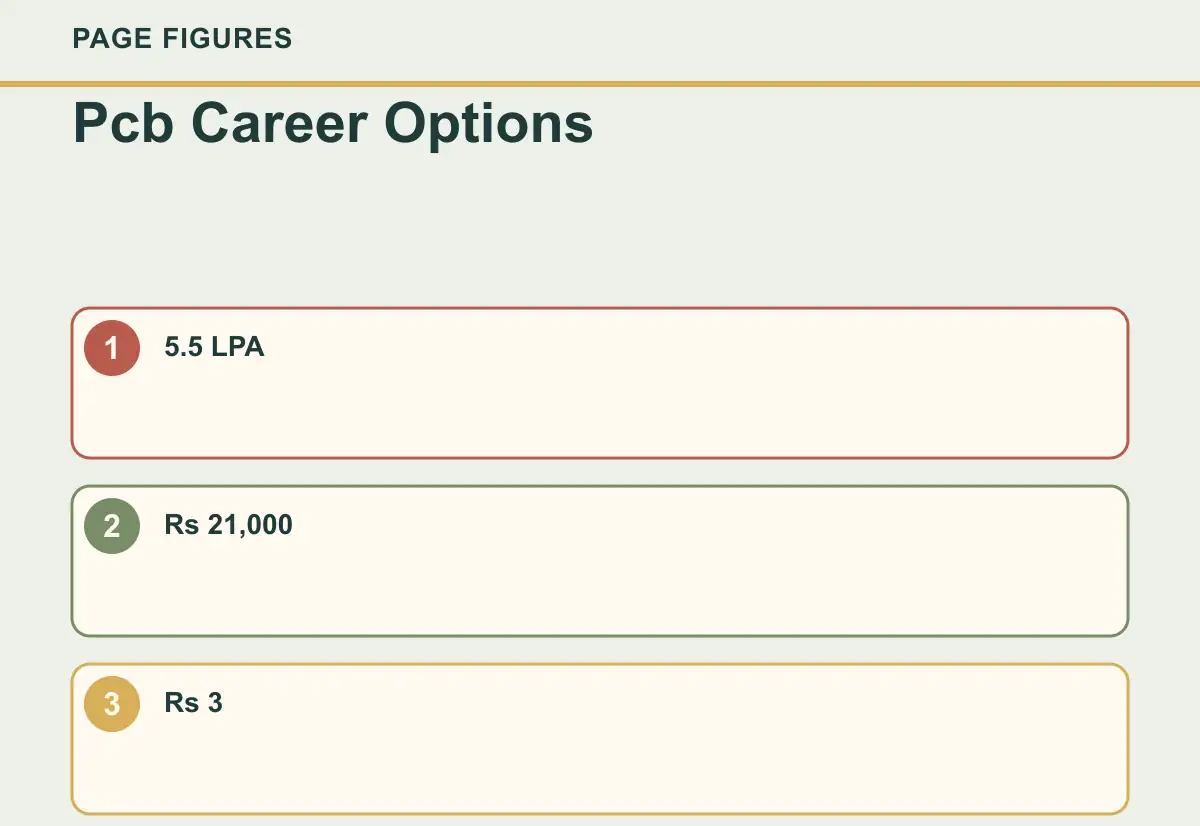 PAGE FIGURES
Pcb Career Options
1
5.5 LPA
2
Rs 21,000
3
Rs 3